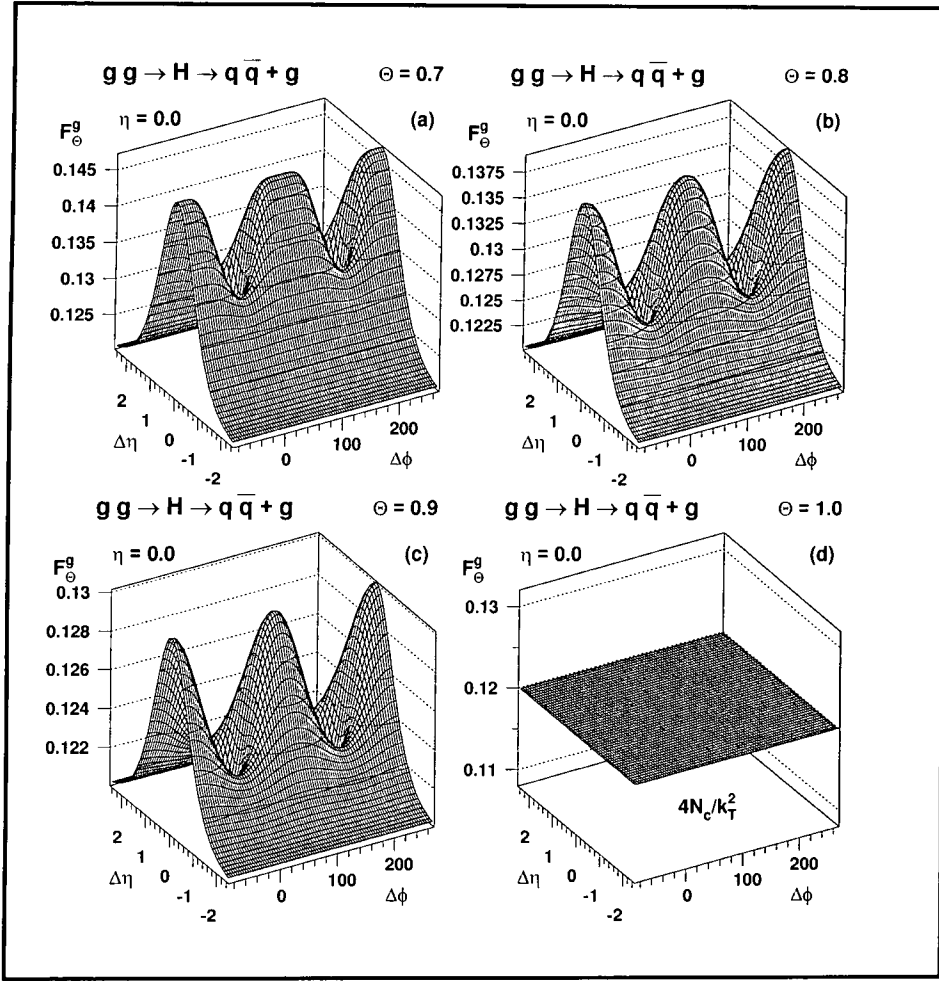 g g → H → q q̄ + g Θ = 0.7
F_Θ^g η = 0.0 (a)
0.145
0.14
0.135
0.13
0.125
2
1
0
-1
-2
Δη
0 100 200
Δϕ
g g → H → q q̄ + g Θ = 0.8
F_Θ^g η = 0.0 (b)
0.1375
0.135
0.1325
0.13
0.1275
0.125
0.1225
2
1
0
-1
-2
Δη
0 100 200
Δϕ
g g → H → q q̄ + g Θ = 0.9
F_Θ^g η = 0.0 (c)
0.13
0.128
0.126
0.124
0.122
2
1
0
-1
-2
Δη
0 100 200
Δϕ
g g → H → q q̄ + g Θ = 1.0
F_Θ^g η = 0.0 (d)
0.13
0.12
0.11
4N_c/k_T^2
2
1
0
-1
-2
Δη
0 100 200
Δϕ